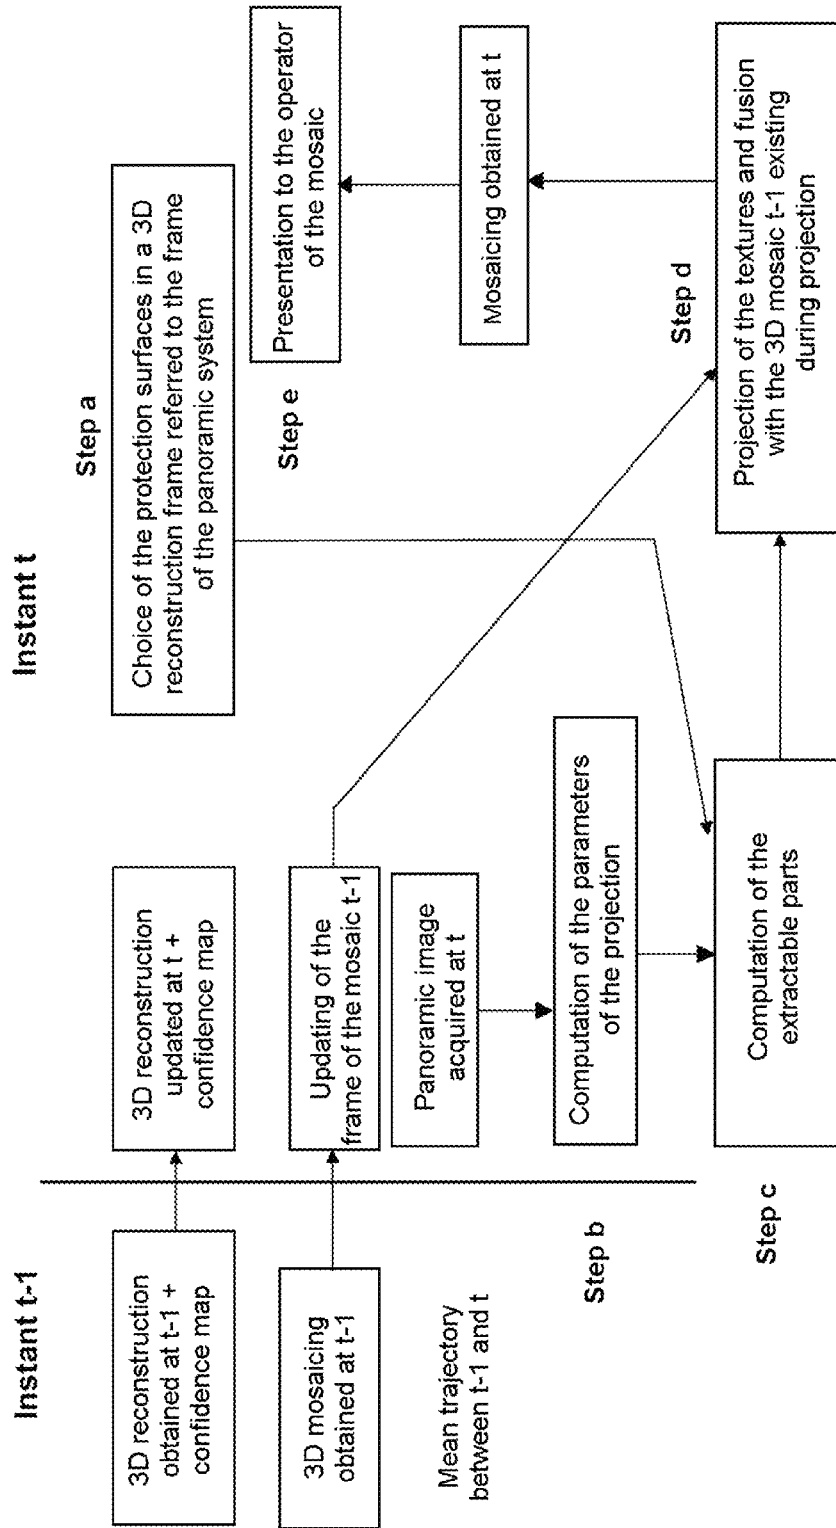 Instant t-1
Instant t
3D reconstruction
obtained at t-1 +
confidence map
3D reconstruction
updated at t +
confidence map
Step a
Choice of the protection surfaces in a 3D
reconstruction frame referred to the frame
of the panoramic system
3D mosaicing
obtained at t-1
Updating of the
frame of the mosaic t-1
Step e
Presentation to the operator
of the mosaic
Mean trajectory
between t-1 and t
Panoramic image
acquired at t
Mosaicing obtained at t
Step b
Computation of the parameters
of the projection
Step c
Computation of the
extractable parts
Step d
Projection of the textures and fusion
with the 3D mosaic t-1 existing
during projection